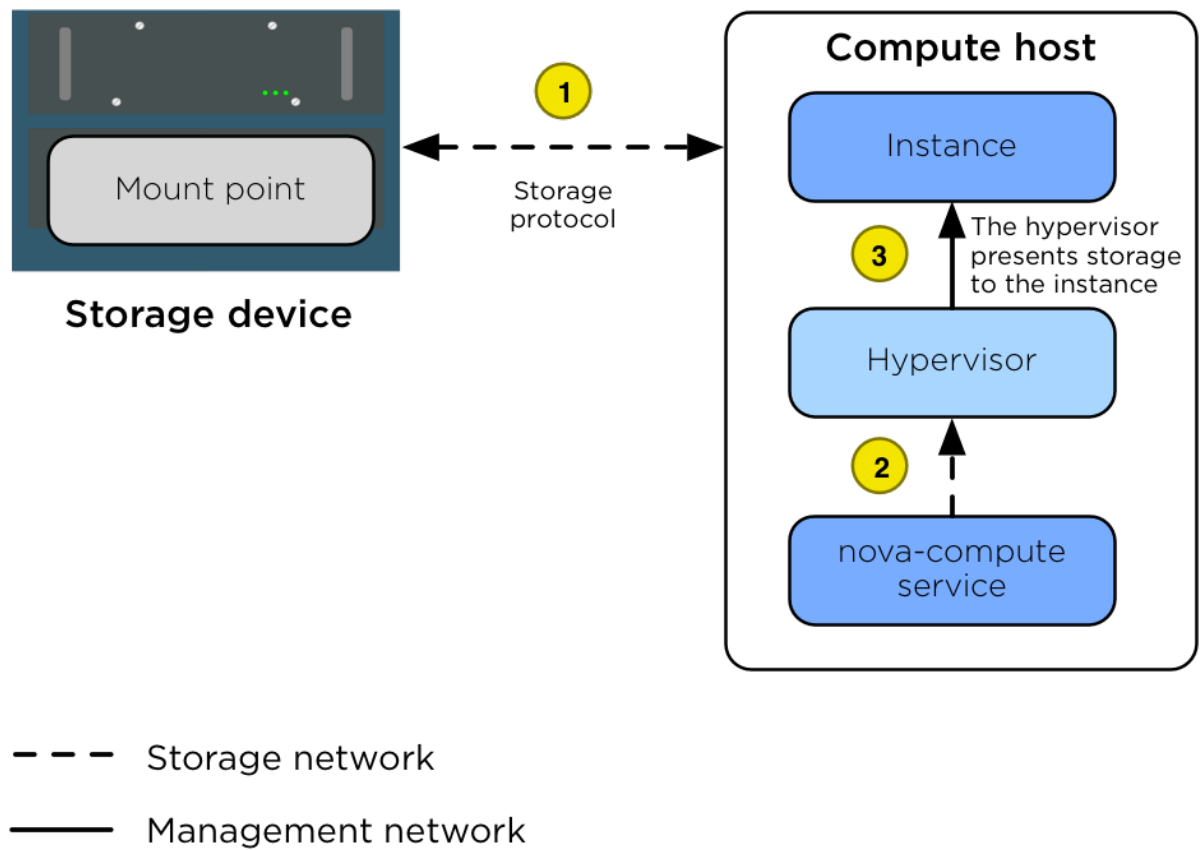 Compute host
1
Instance
Mount point
Storage
protocol
The hypervisor
presents storage
to the instance
3
Storage device
Hypervisor
2
nova-compute
service
Storage network
Management network